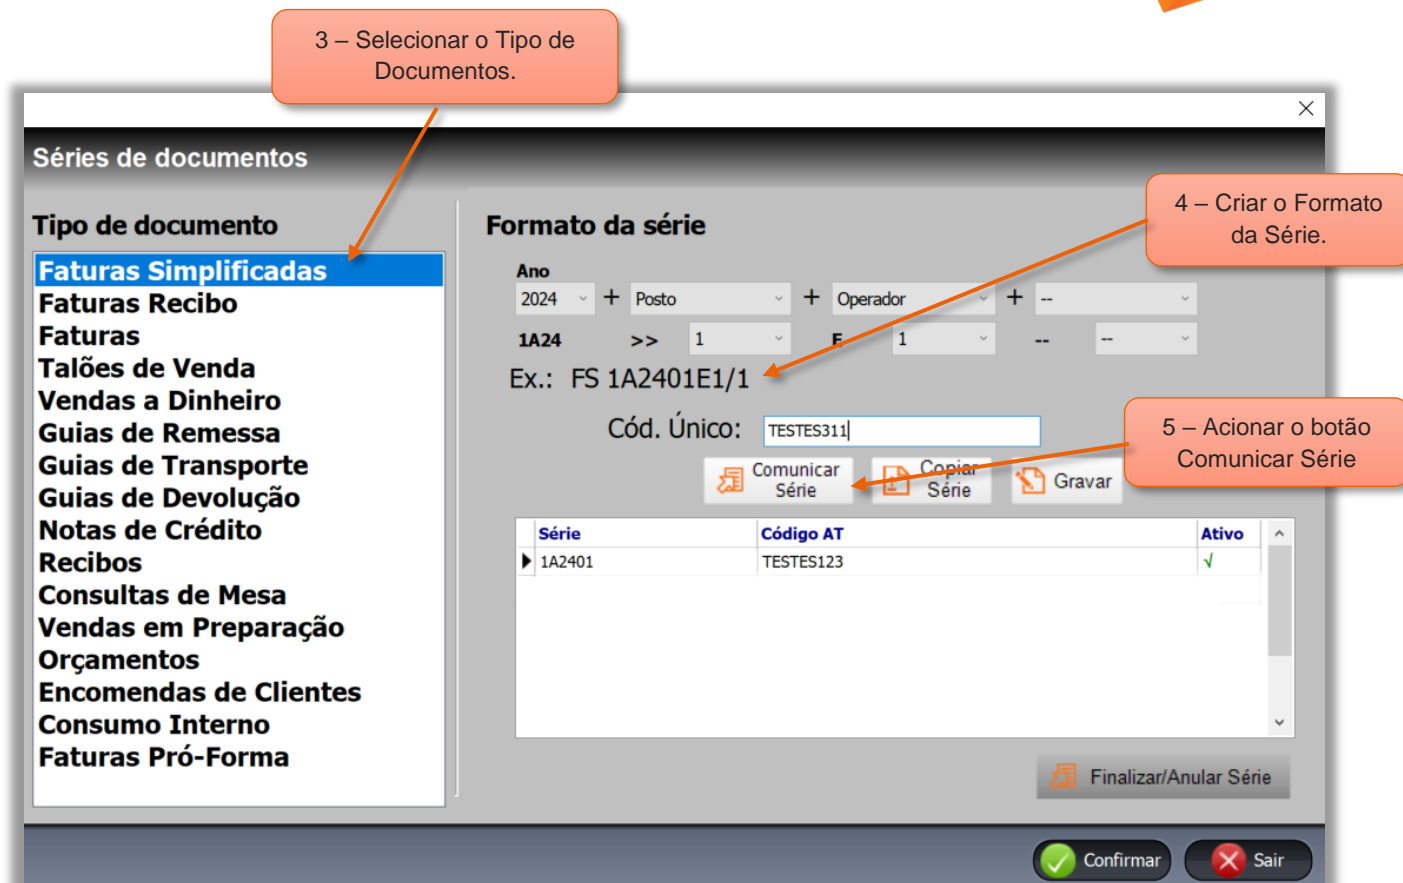 3 – Selecionar o Tipo de
Documentos.
Séries de documentos
Tipo de documento
Faturas Simplificadas
Faturas Recibo
Faturas
Talões de Venda
Vendas a Dinheiro
Guias de Remessa
Guias de Transporte
Guias de Devolução
Notas de Crédito
Recibos
Consultas de Mesa
Vendas em Preparação
Orçamentos
Encomendas de Clientes
Consumo Interno
Faturas Pró-Forma
Formato da série
4 – Criar o Formato
da Série.
Ano
2024 + Posto + Operador + --
1A24 >> 1 E 1 -- --
Ex.: FS 1A2401E1/1
Cód. Único: TESTES311
5 – Acionar o botão
Comunicar Série
Comunicar
Série
Copiar
Série
Gravar
Série Código AT Ativo
1A2401 TESTES123 √
Finalizar/Anular Série
Confirmar Sair